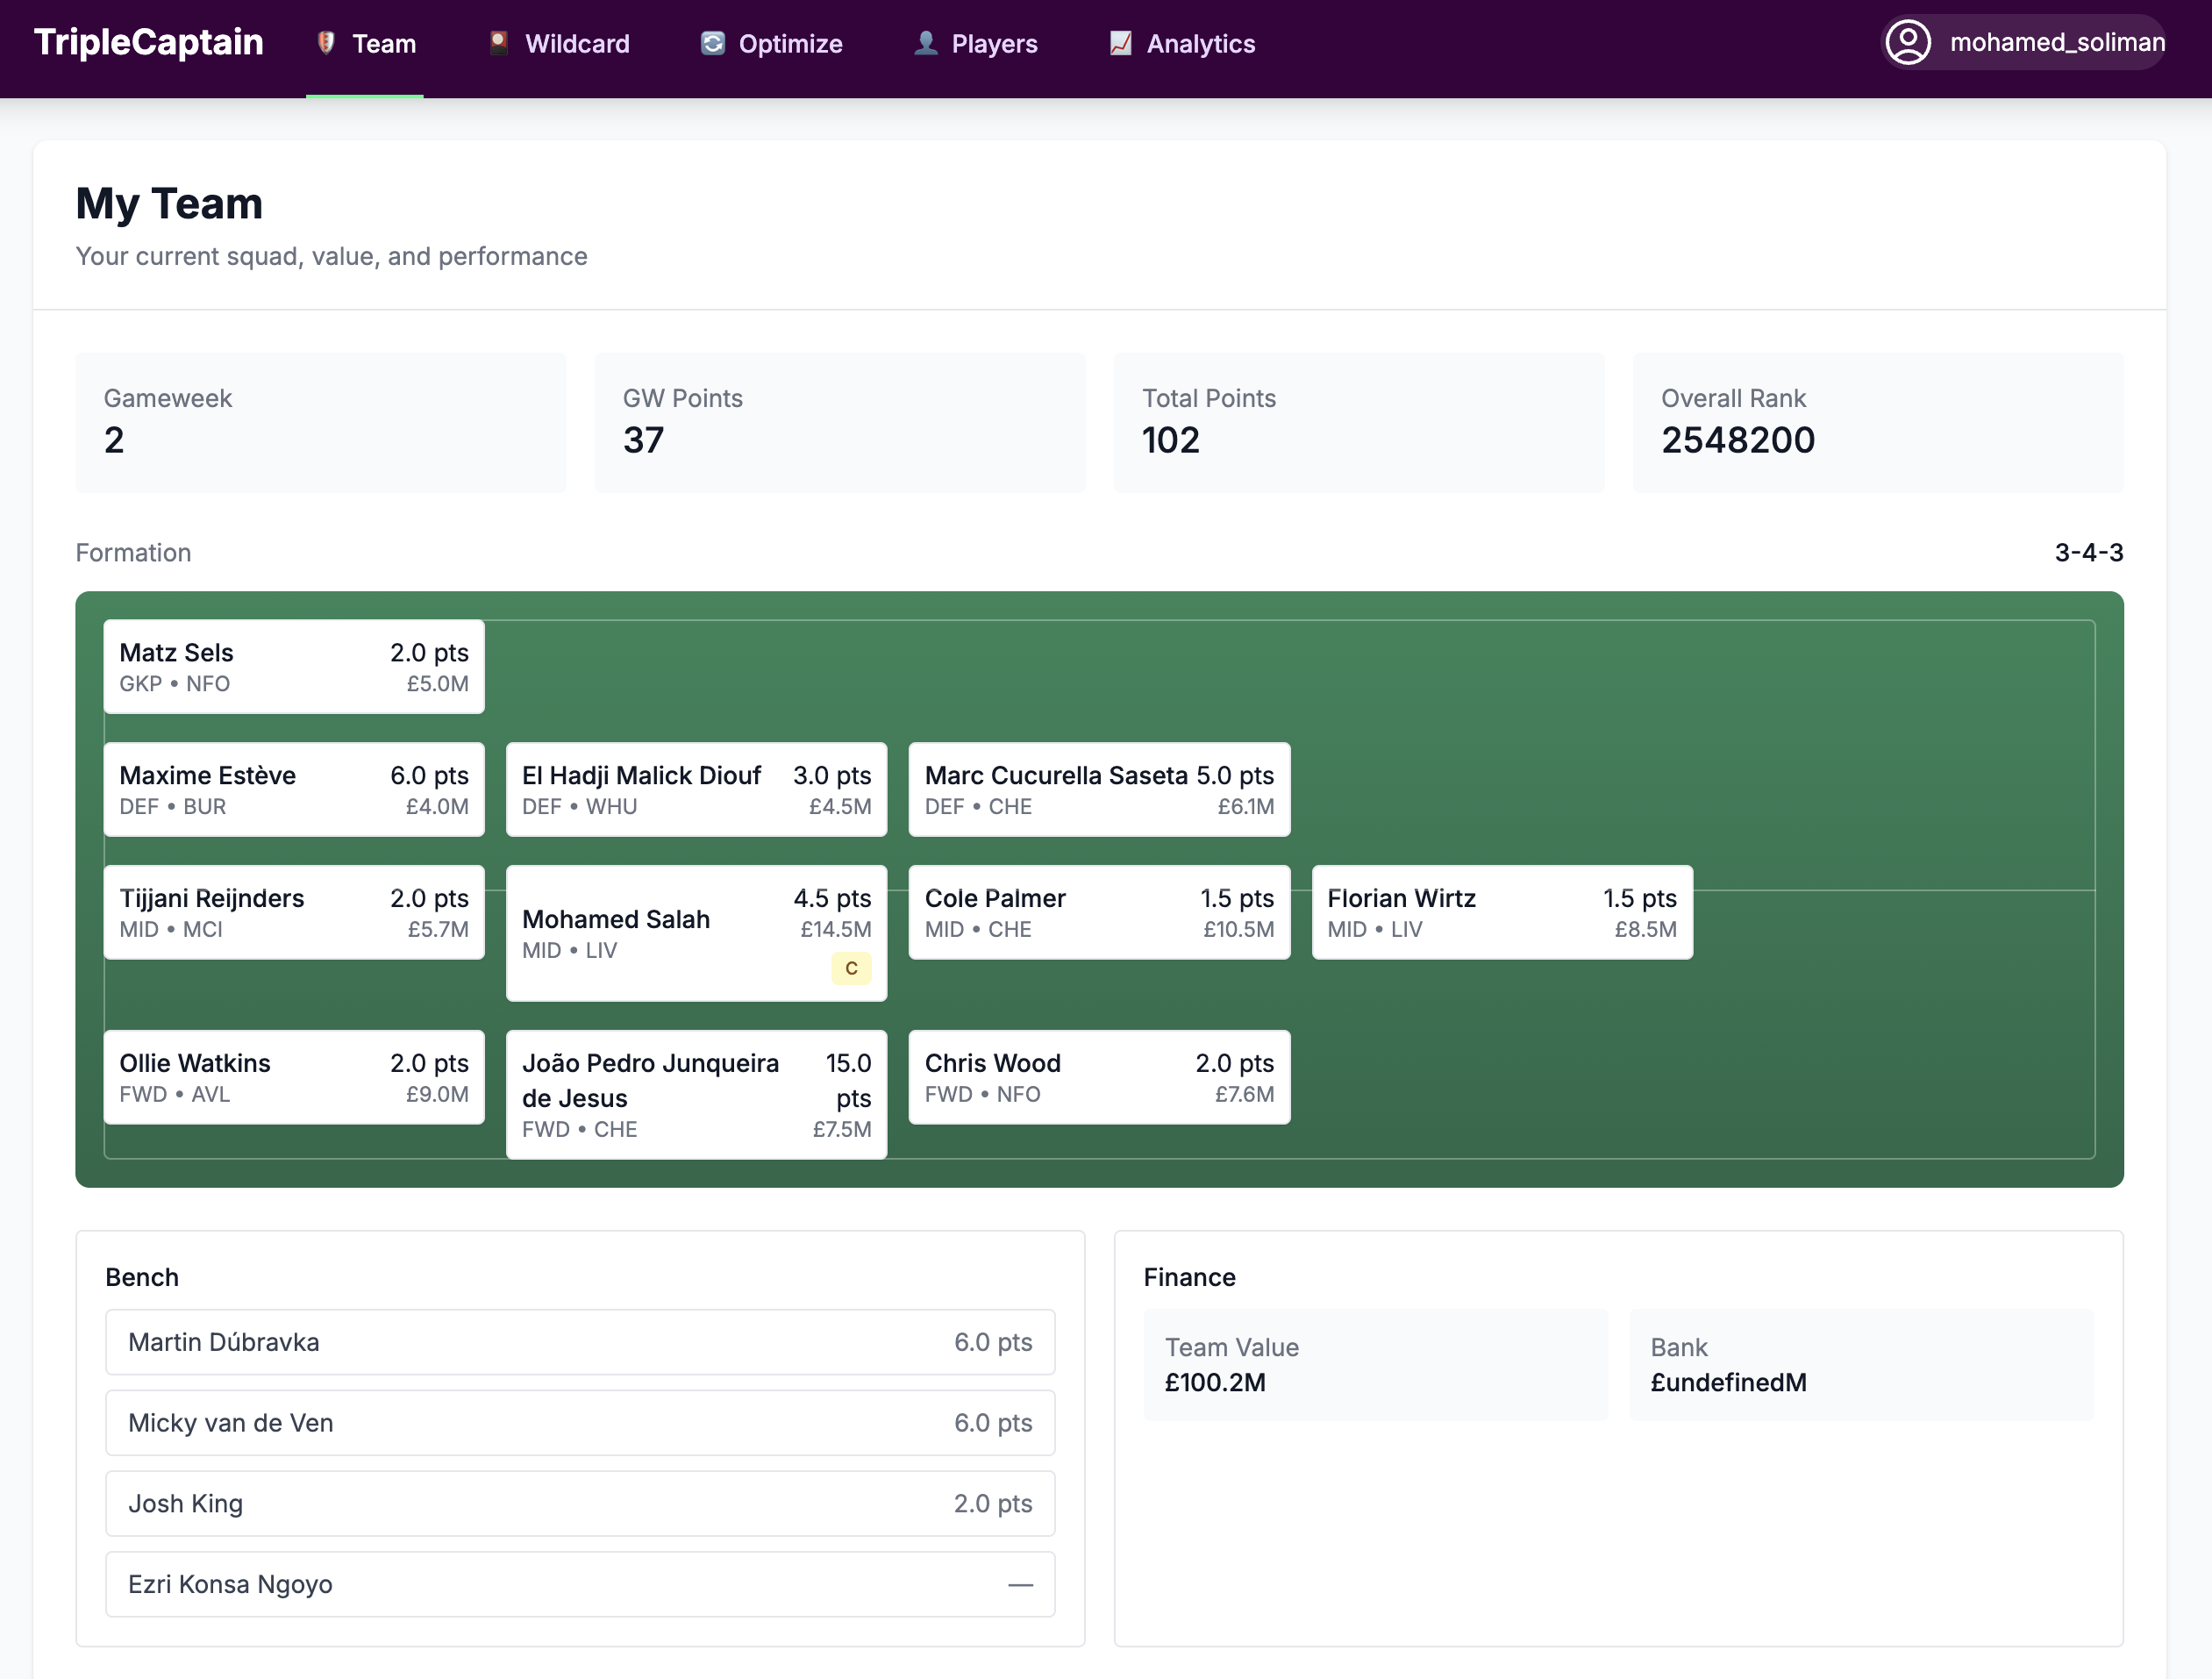 TripleCaptain
Team
Wildcard
Optimize
Players
Analytics
mohamed_soliman
My Team
Your current squad, value, and performance
Gameweek
2
GW Points
37
Total Points
102
Overall Rank
2548200
Formation
3-4-3
Matz Sels 2.0 pts
GKP • NFO £5.0M
Maxime Estève 6.0 pts
DEF • BUR £4.0M
El Hadji Malick Diouf 3.0 pts
DEF • WHU £4.5M
Marc Cucurella Saseta 5.0 pts
DEF • CHE £6.1M
Tijjani Reijnders 2.0 pts
MID • MCI £5.7M
Mohamed Salah 4.5 pts
MID • LIV £14.5M
C
Cole Palmer 1.5 pts
MID • CHE £10.5M
Florian Wirtz 1.5 pts
MID • LIV £8.5M
Ollie Watkins 2.0 pts
FWD • AVL £9.0M
João Pedro Junqueira 15.0
de Jesus pts
FWD • CHE £7.5M
Chris Wood 2.0 pts
FWD • NFO £7.6M
Bench
Martin Dúbravka 6.0 pts
Micky van de Ven 6.0 pts
Josh King 2.0 pts
Ezri Konsa Ngoyo —
Finance
Team Value
£100.2M
Bank
£undefinedM